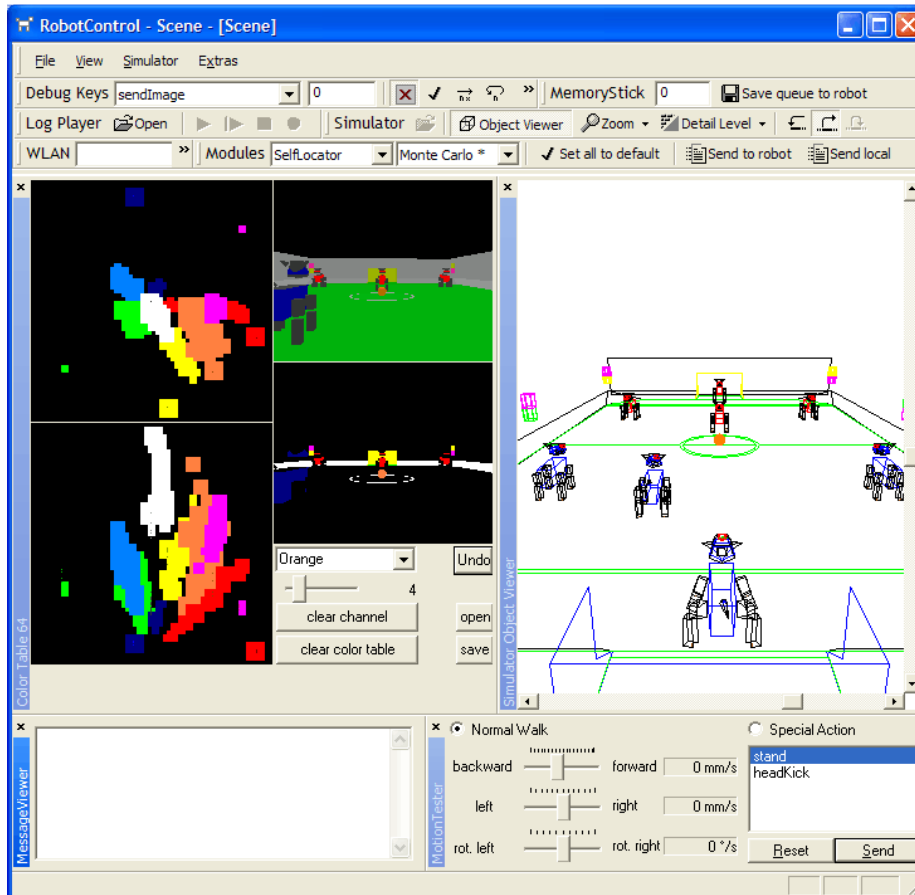 RobotControl - Scene - [Scene]
File View Simulator Extras
Debug Keys sendImage 0 nx n » MemoryStick 0 Save queue to robot
Log Player Open Simulator Object Viewer Zoom Detail Level
WLAN » Modules SelfLocator Monte Carlo * Set all to default Send to robot Send local
Color Table 64
Orange Undo
4
clear channel open
clear color table save
Simulator Object Viewer
MessageViewer
MotionTester
Normal Walk Special Action
backward forward 0 mm/s
left right 0 mm/s
rot. left rot. right 0 °/s
stand
headKick
Reset Send